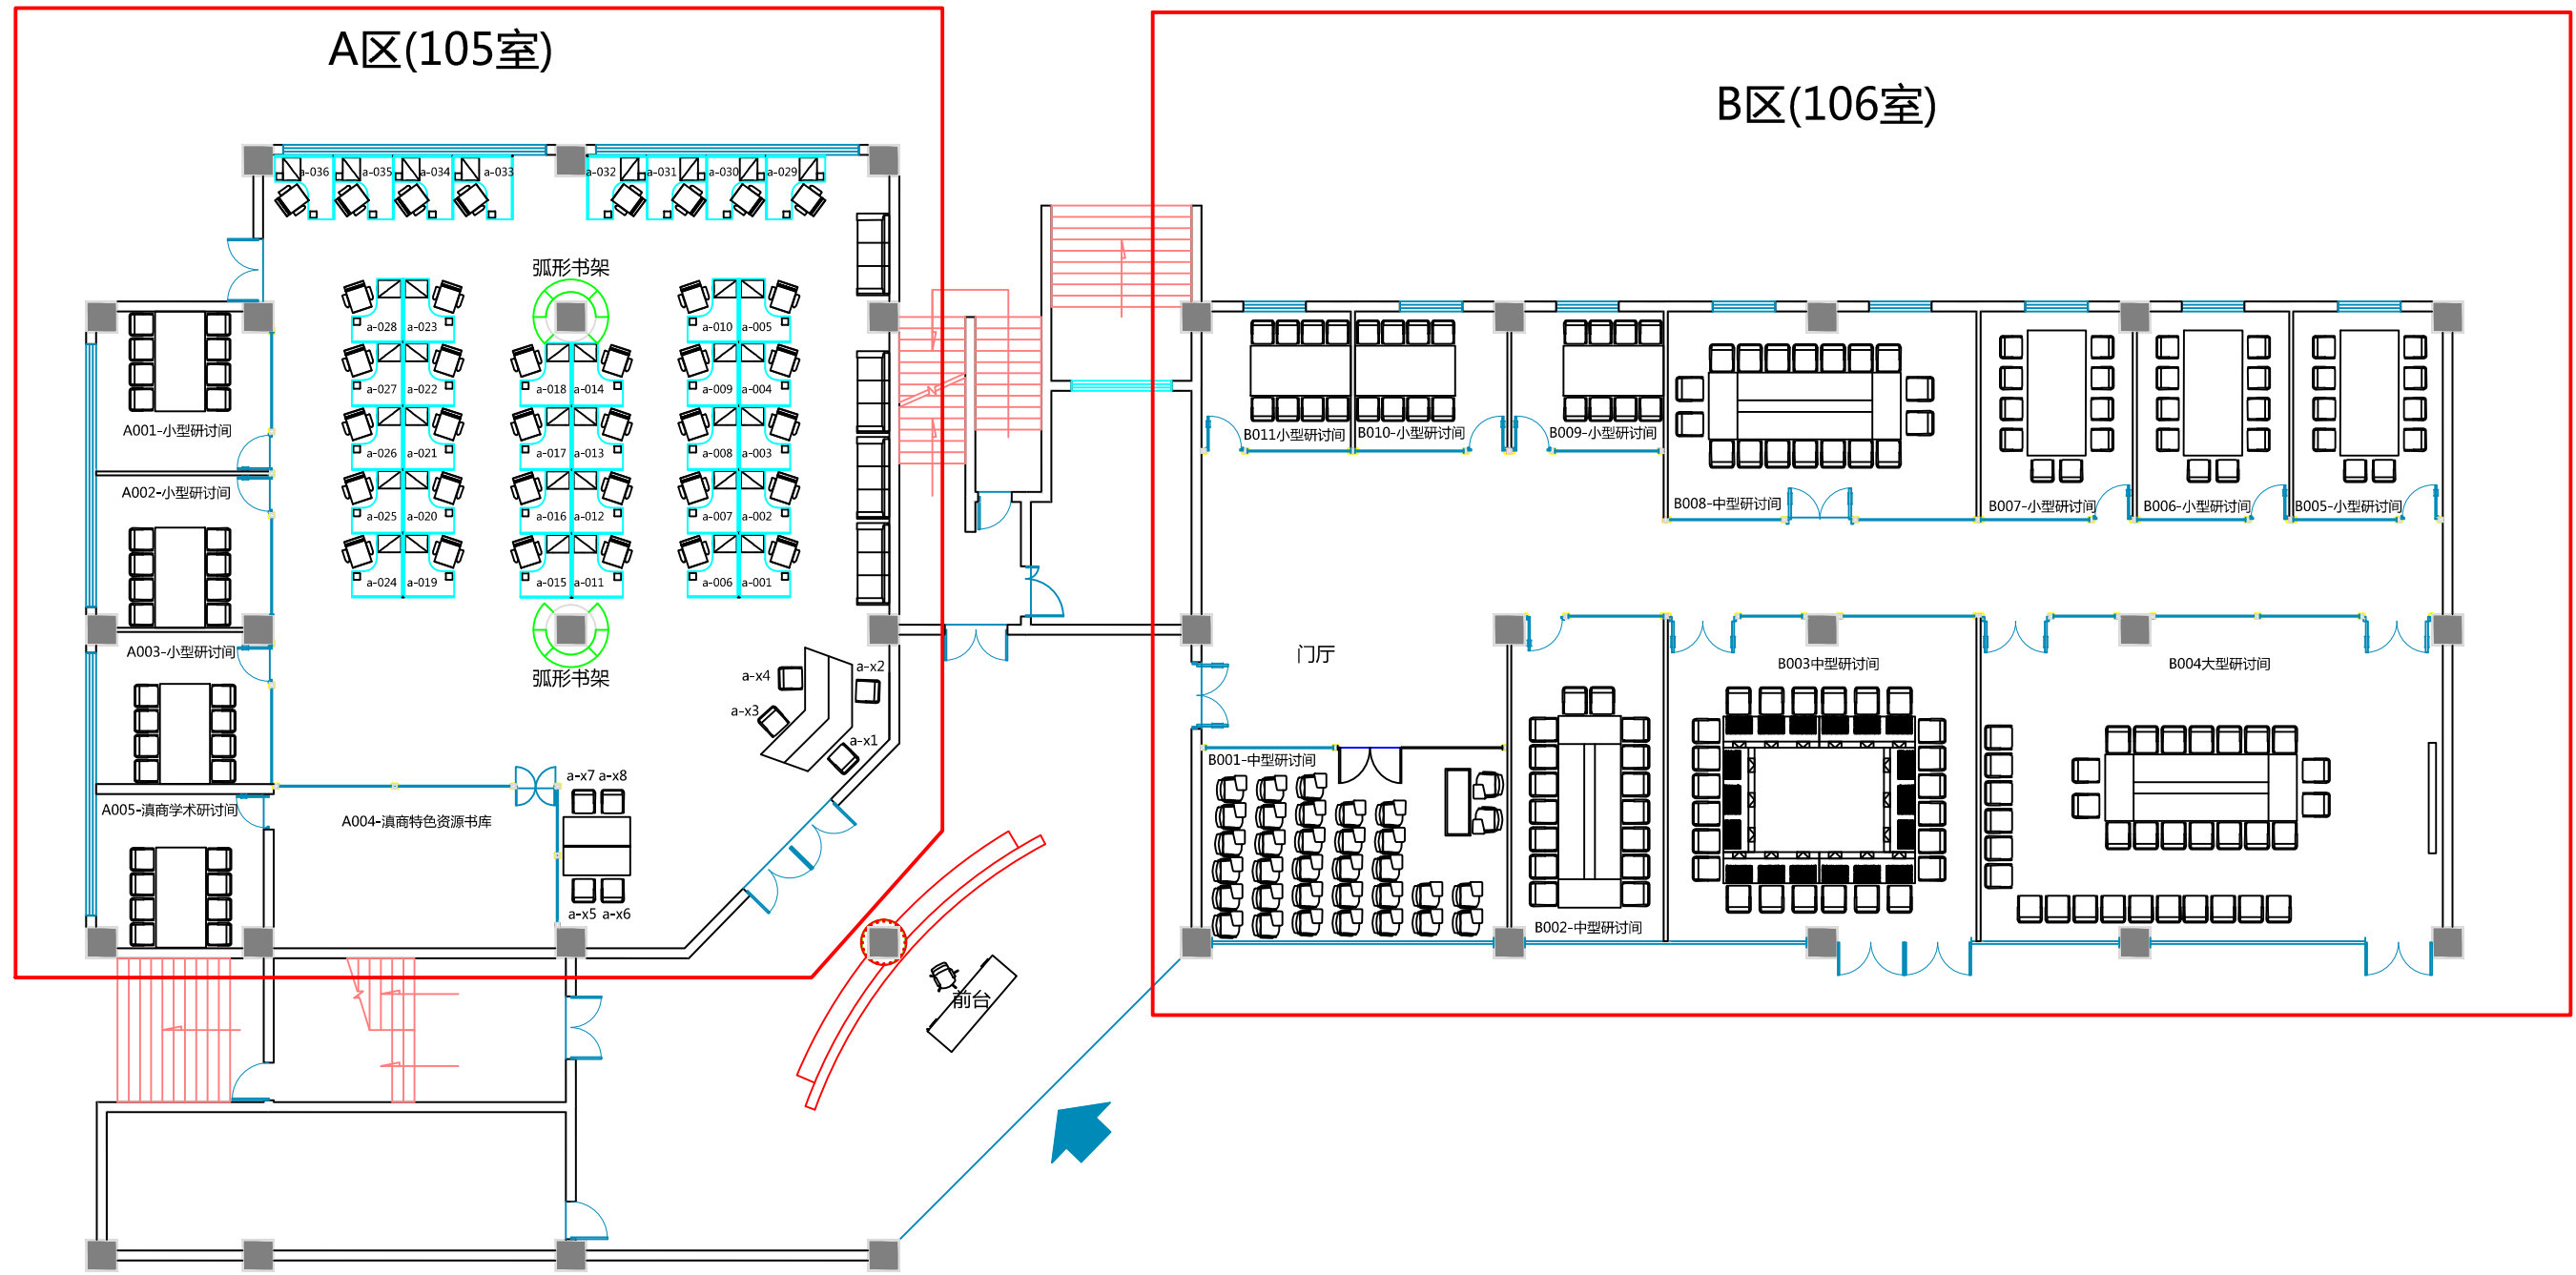 A区(105室)
B区(106室)
a-036 a-035 a-034 a-033 a-032 a-031 a-030 a-029
弧形书架
a-028 a-023 a-010 a-005
a-027 a-022 a-018 a-014 a-009 a-004
a-026 a-021 a-017 a-013 a-008 a-003
a-025 a-020 a-016 a-012 a-007 a-002
a-024 a-019 a-015 a-011 a-006 a-001
弧形书架
A001-小型研讨间
A002-小型研讨间
A003-小型研讨间
A005-滇商学术研讨间
A004-滇商特色资源书库
a-x4 a-x2
a-x3
a-x1
a-x7 a-x8
a-x5 a-x6
前台
B011小型研讨间 B010-小型研讨间 B009-小型研讨间
B008-中型研讨间 B007-小型研讨间 B006-小型研讨间 B005-小型研讨间
门厅
B003中型研讨间
B004大型研讨间
B001-中型研讨间
B002-中型研讨间